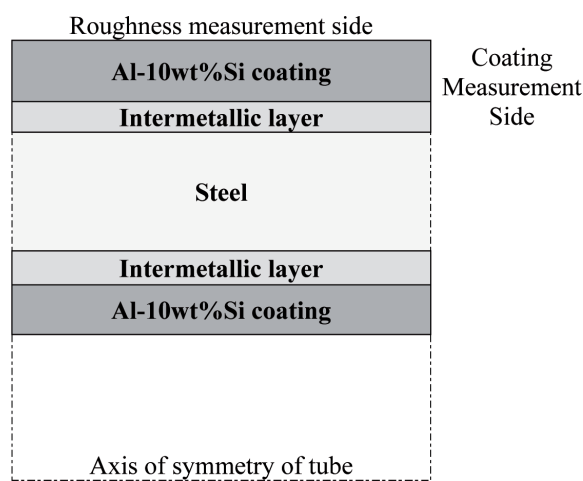 Roughness measurement side
Al-10wt%Si coating
Coating
Measurement
Side
Intermetallic layer
Steel
Intermetallic layer
Al-10wt%Si coating
Axis of symmetry of tube